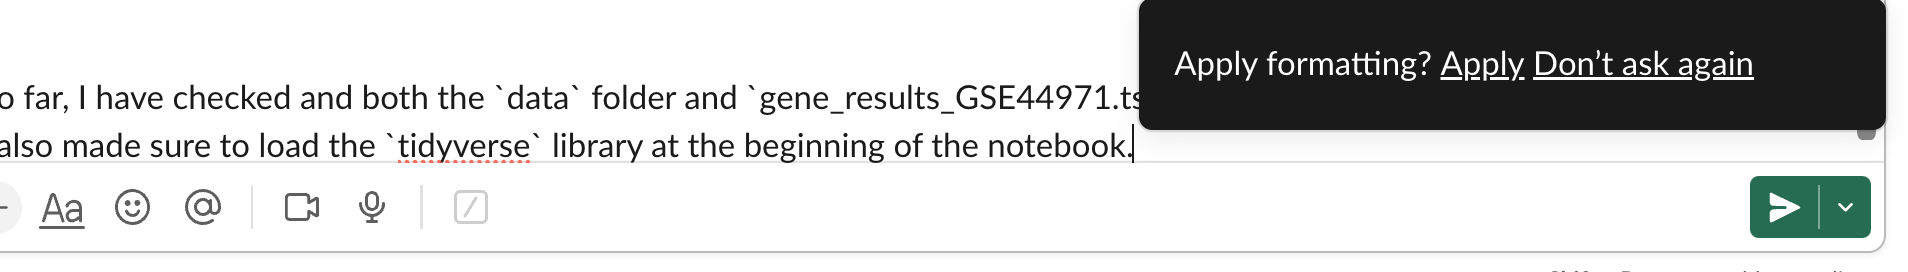 Apply formatting? Apply Don’t ask again
o far, I have checked and both the `data` folder and `gene_results_GSE44971.ts
also made sure to load the `tidyverse` library at the beginning of the notebook.
Aa